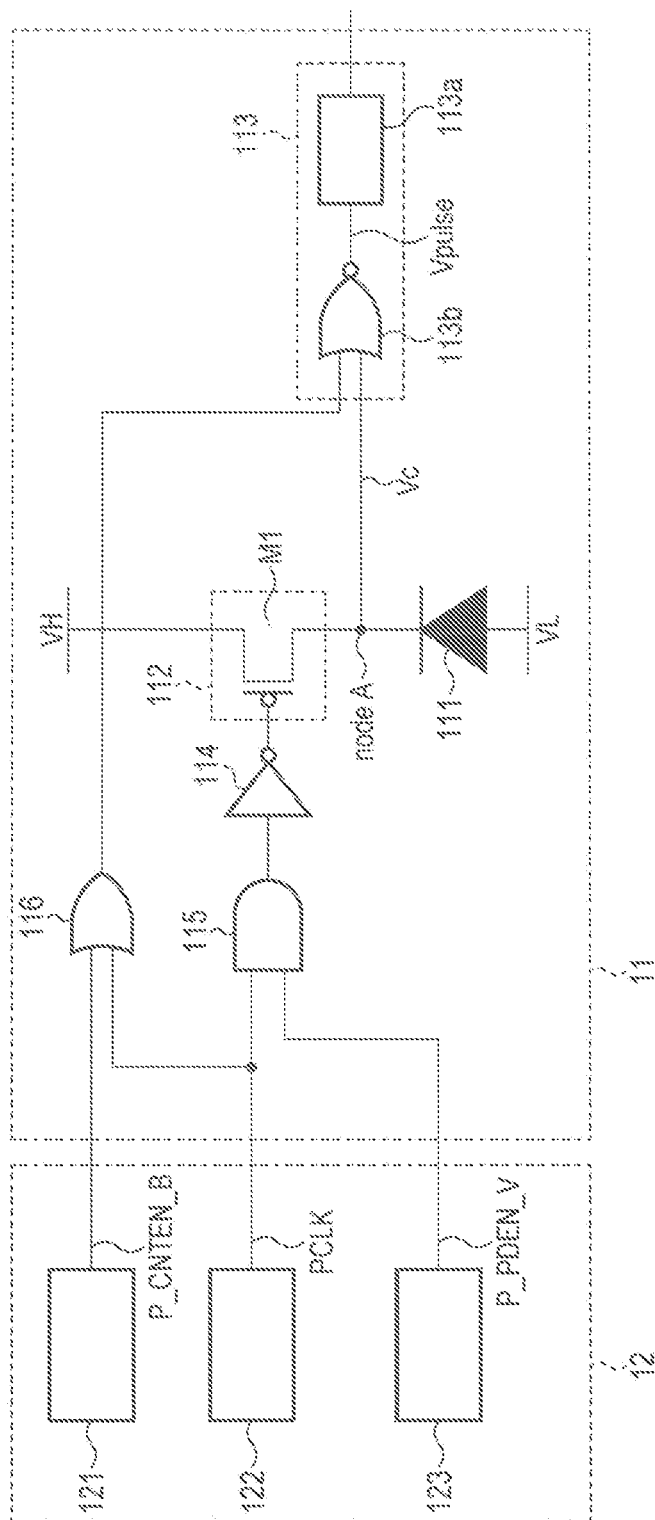 12
121
P_CNTEN_B
122
PCLK
123
P_PDEN_V
11
116
115
114
112
M1
VH
node A
111
VL
Vc
113
113b
Vpulse
113a